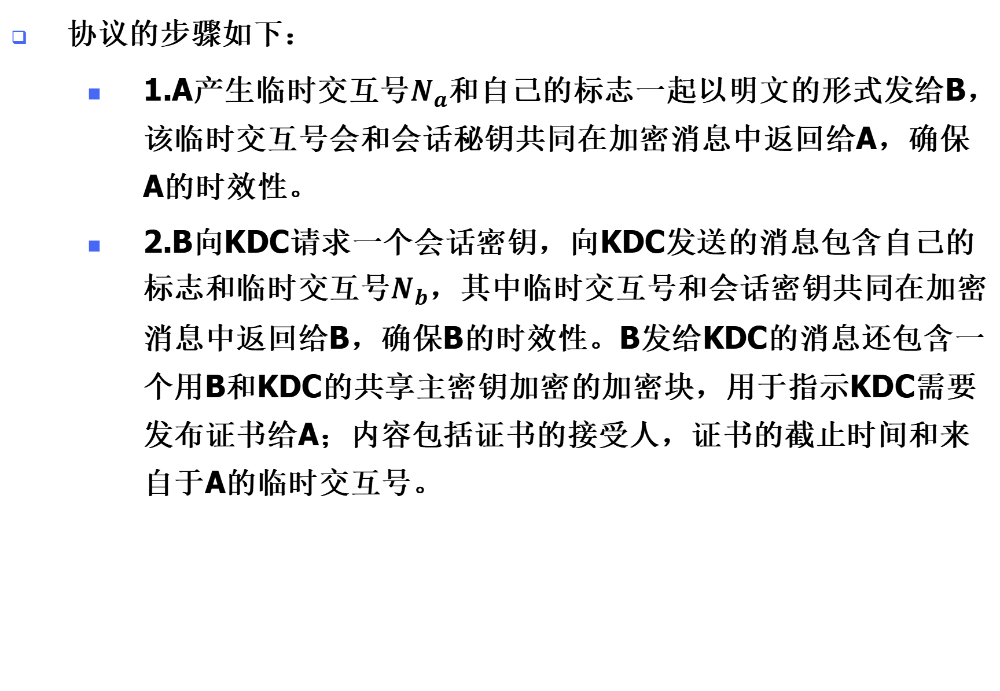 协议的步骤如下：
1.A产生临时交互号Nₐ和自己的标志一起以明文的形式发给B，
该临时交互号会和会话秘钥共同在加密消息中返回给A，确保
A的时效性。
2.B向KDC请求一个会话密钥，向KDC发送的消息包含自己的
标志和临时交互号N_b，其中临时交互号和会话密钥共同在加密
消息中返回给B，确保B的时效性。B发给KDC的消息还包含一
个用B和KDC的共享主密钥加密的加密块，用于指示KDC需要
发布证书给A；内容包括证书的接受人，证书的截止时间和来
自于A的临时交互号。